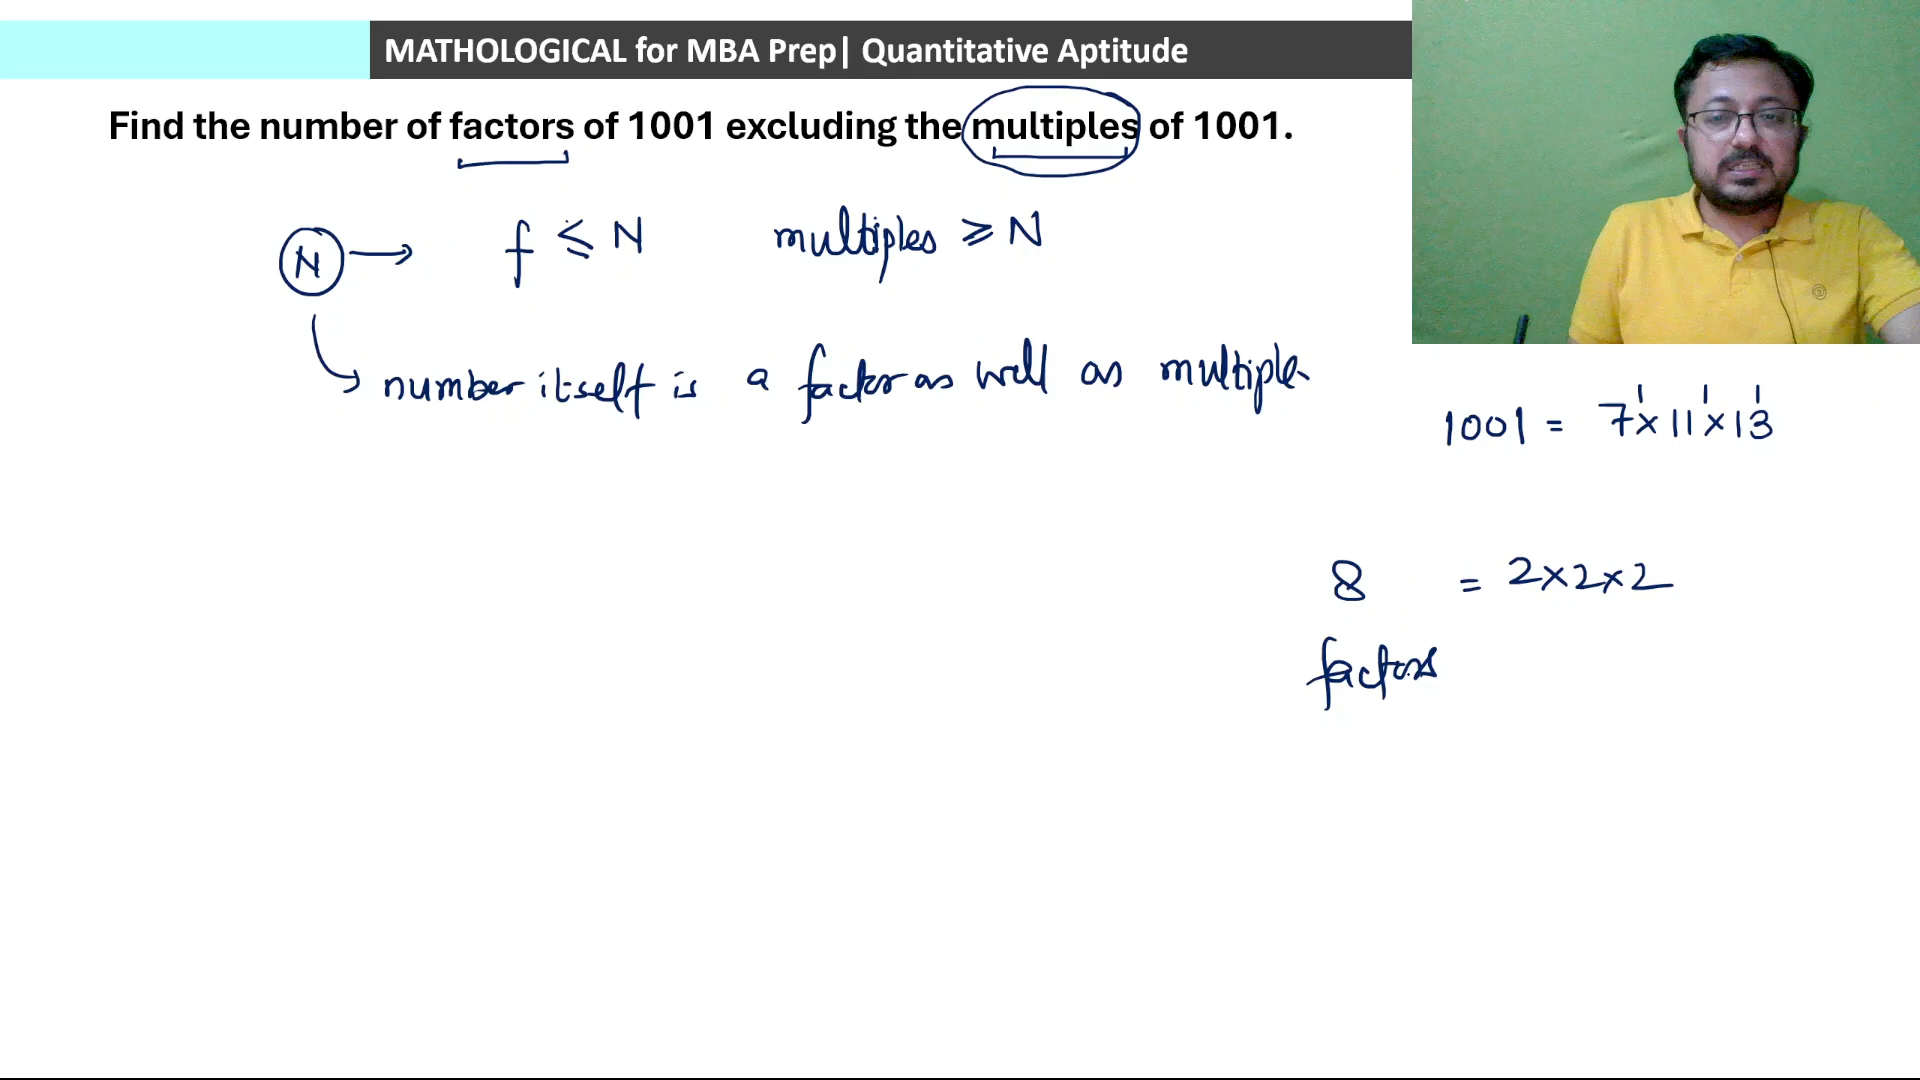 MATHOLOGICAL for MBA Prep| Quantitative Aptitude
Find the number of factors of 1001 excluding the multiples of 1001.
N → f ⩽ N multiples ⩾ N
↳ number itself is a factor as well as multiple
1001 = 7¹ × 11¹ × 13¹
8 = 2×2×2
factors